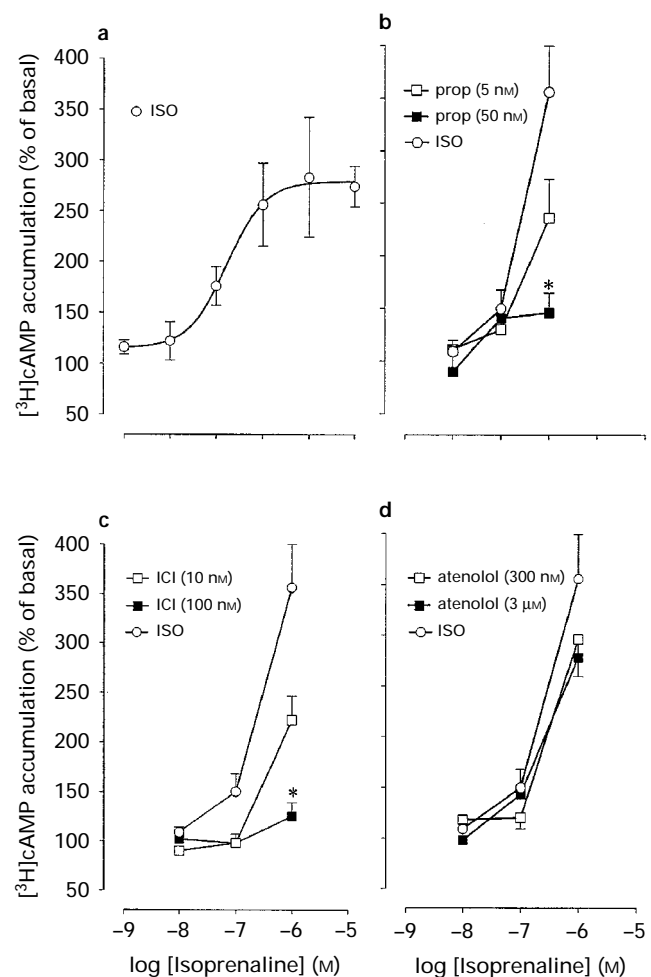 a
400
350
300
250
200
150
100
50
[³H]cAMP accumulation (% of basal)
ISO
b
prop (5 nM)
prop (50 nM)
ISO
*
c
400
350
300
250
200
150
100
50
[³H]cAMP accumulation (% of basal)
ICI (10 nM)
ICI (100 nM)
ISO
*
−9 −8 −7 −6 −5
log [Isoprenaline] (M)
d
atenolol (300 nM)
atenolol (3 µM)
ISO
−9 −8 −7 −6 −5
log [Isoprenaline] (M)